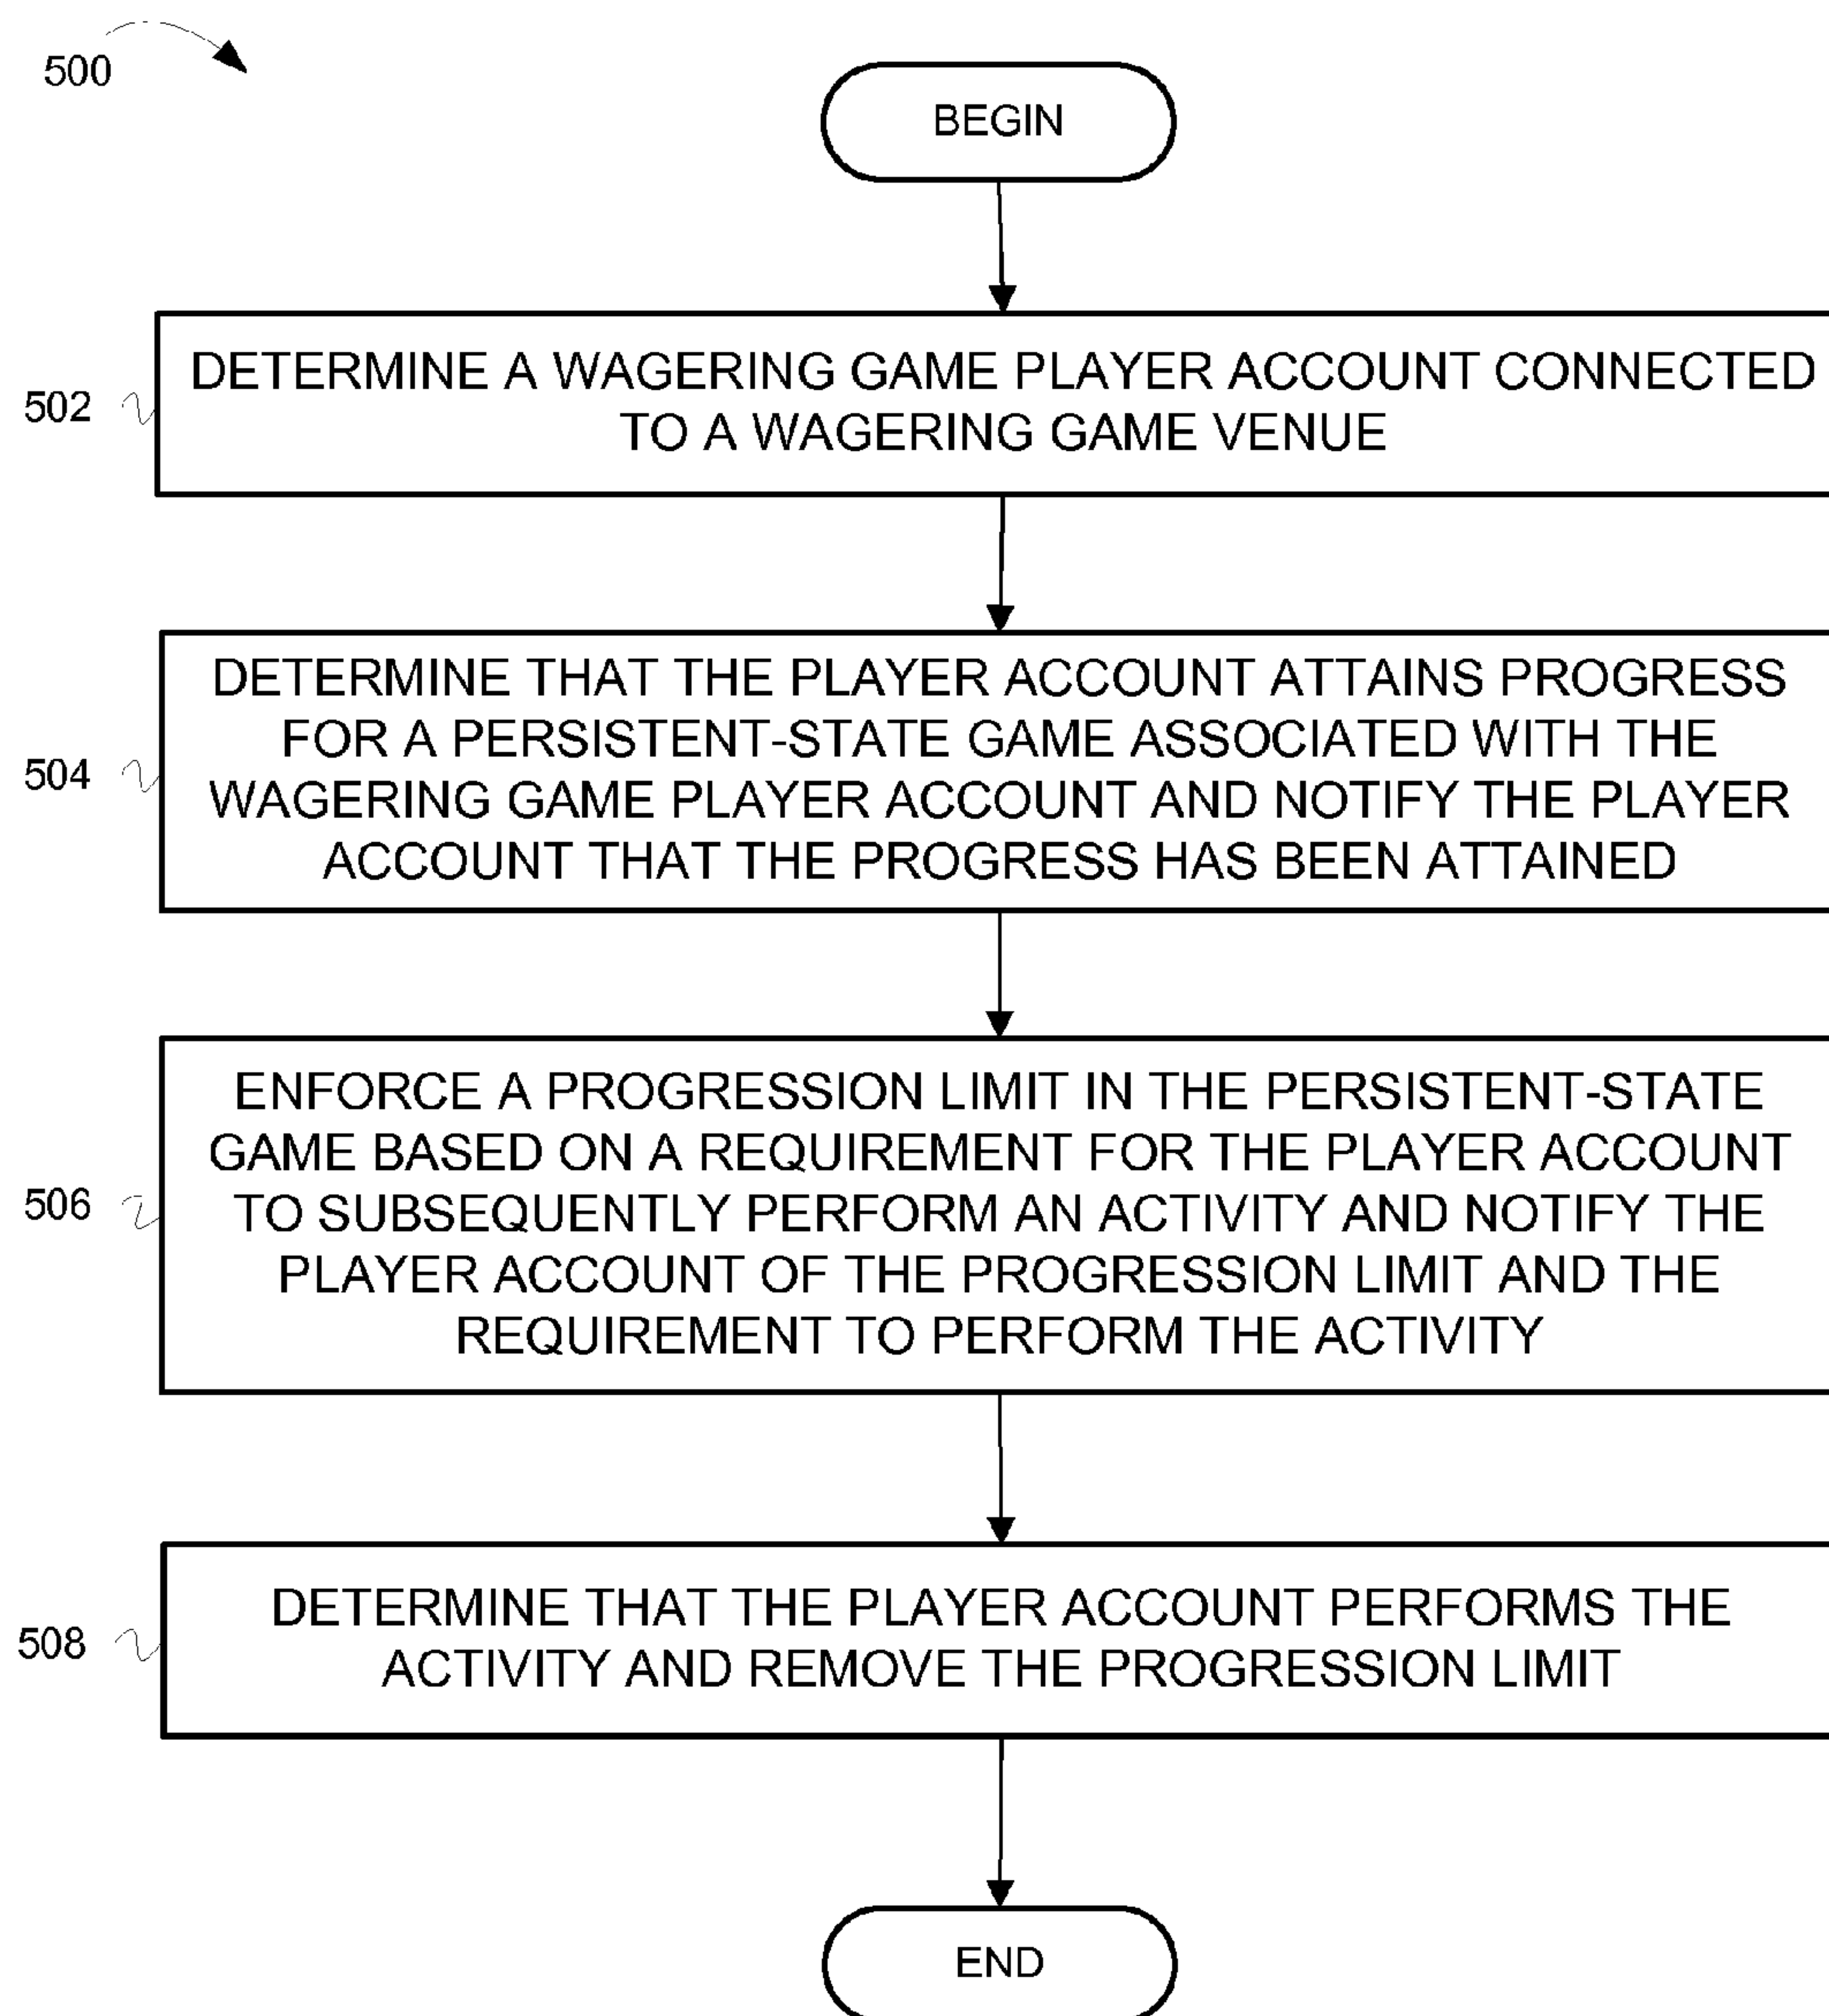 500
BEGIN
502
DETERMINE A WAGERING GAME PLAYER ACCOUNT CONNECTED
TO A WAGERING GAME VENUE
504
DETERMINE THAT THE PLAYER ACCOUNT ATTAINS PROGRESS
FOR A PERSISTENT-STATE GAME ASSOCIATED WITH THE
WAGERING GAME PLAYER ACCOUNT AND NOTIFY THE PLAYER
ACCOUNT THAT THE PROGRESS HAS BEEN ATTAINED
506
ENFORCE A PROGRESSION LIMIT IN THE PERSISTENT-STATE
GAME BASED ON A REQUIREMENT FOR THE PLAYER ACCOUNT
TO SUBSEQUENTLY PERFORM AN ACTIVITY AND NOTIFY THE
PLAYER ACCOUNT OF THE PROGRESSION LIMIT AND THE
REQUIREMENT TO PERFORM THE ACTIVITY
508
DETERMINE THAT THE PLAYER ACCOUNT PERFORMS THE
ACTIVITY AND REMOVE THE PROGRESSION LIMIT
END